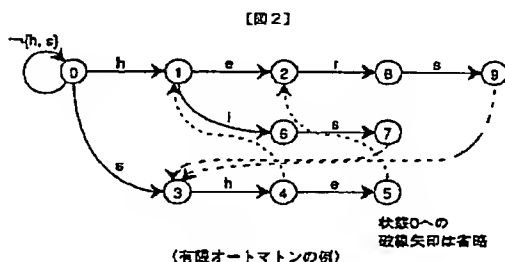 [図2]
¬{h, s}
0 h 1 e 2 r 8 s 9
i 6 s 7
s 3 h 4 e 5
状態0への
破線矢印は省略
(有限オートマトンの例)